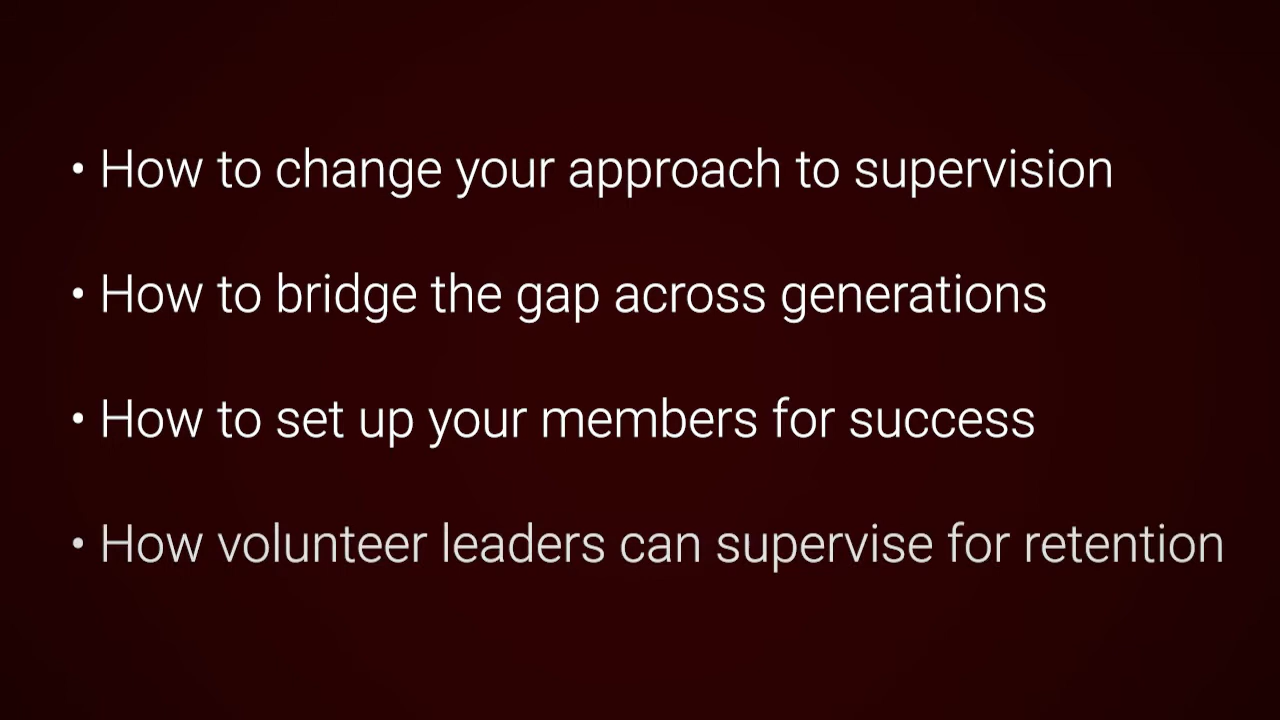 • How to change your approach to supervision
• How to bridge the gap across generations
• How to set up your members for success
• How volunteer leaders can supervise for retention